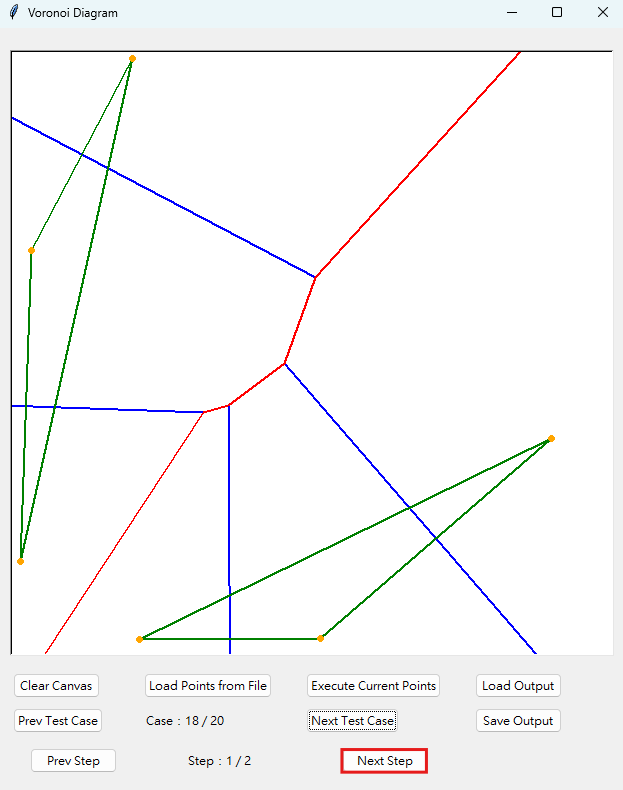 Voronoi Diagram
Clear Canvas Load Points from File Execute Current Points Load Output
Prev Test Case Case : 18 / 20 Next Test Case Save Output
Prev Step Step : 1 / 2 Next Step